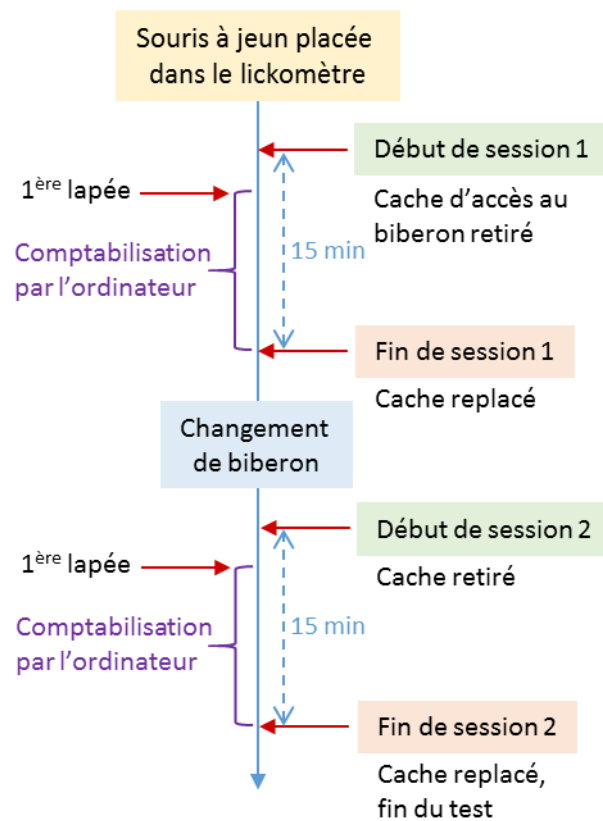 Souris à jeun placée
dans le lickomètre
Début de session 1
1ère lapée
Cache d'accès au
biberon retiré
Comptabilisation
par l'ordinateur
15 min
Fin de session 1
Cache replacé
Changement
de biberon
Début de session 2
1ère lapée
Cache retiré
Comptabilisation
par l'ordinateur
15 min
Fin de session 2
Cache replacé,
fin du test